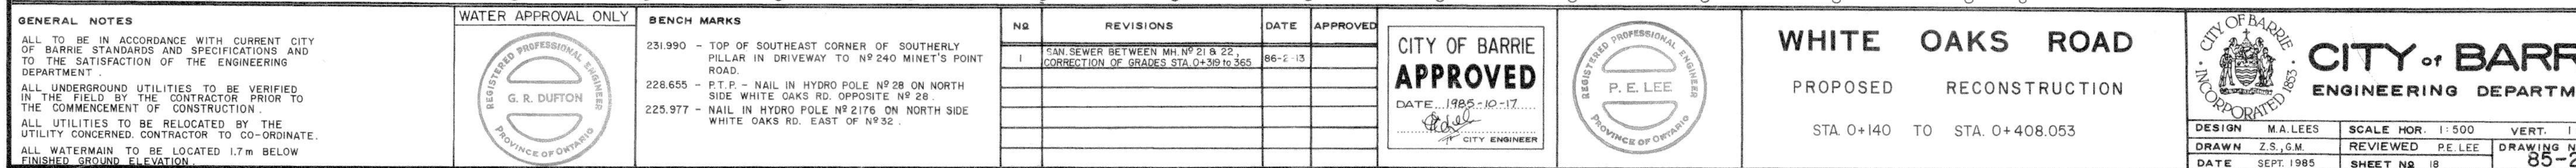 GENERAL NOTES
ALL TO BE IN ACCORDANCE WITH CURRENT CITY
OF BARRIE STANDARDS AND SPECIFICATIONS AND
TO THE SATISFACTION OF THE ENGINEERING
DEPARTMENT .
ALL UNDERGROUND UTILITIES TO BE VERIFIED
IN THE FIELD BY THE CONTRACTOR PRIOR TO
THE COMMENCEMENT OF CONSTRUCTION .
ALL UTILITIES TO BE RELOCATED BY THE
UTILITY CONCERNED. CONTRACTOR TO CO-ORDINATE.
ALL WATERMAIN TO BE LOCATED 1.7 m BELOW
FINISHED GROUND ELEVATION
WATER APPROVAL ONLY
REGISTERED PROFESSIONAL ENGINEER
G. R. DUFTON
PROVINCE OF ONTARIO
BENCH MARKS
231.990 - TOP OF SOUTHEAST CORNER OF SOUTHERLY
PILLAR IN DRIVEWAY TO Nº 240 MINET'S POINT
ROAD.
228.655 - P.T.P. - NAIL IN HYDRO POLE Nº 28 ON NORTH
SIDE WHITE OAKS RD. OPPOSITE Nº 28 .
225.977 - NAIL IN HYDRO POLE Nº 2176 ON NORTH SIDE
WHITE OAKS RD. EAST OF Nº 32 .
Nº REVISIONS DATE APPROVED
1 SAN. SEWER BETWEEN MH. Nº 21 & 22 , 86-2-13
CORRECTION OF GRADES STA. 0+319 to 365
CITY OF BARRIE
APPROVED
DATE 1985-10-17
CITY ENGINEER
REGISTERED PROFESSIONAL ENGINEER
P. E. LEE
PROVINCE OF ONTARIO
WHITE OAKS ROAD
PROPOSED RECONSTRUCTION
STA. 0+140 TO STA. 0+408.053
CITY OF BARRIE
INCORPORATED 1853
CITY of BARR
ENGINEERING DEPARTM
DESIGN M.A.LEES SCALE HOR. 1:500 VERT. 1
DRAWN Z.S., G.M. REVIEWED P.E.LEE DRAWING
DATE SEPT. 1985 SHEET Nº 18 85-